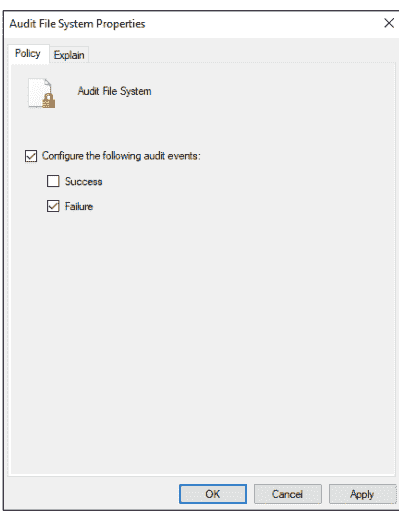 Audit File System Properties
Policy
Explain
Audit File System
Configure the following audit events:
Success
Failure
OK
Cancel
Apply